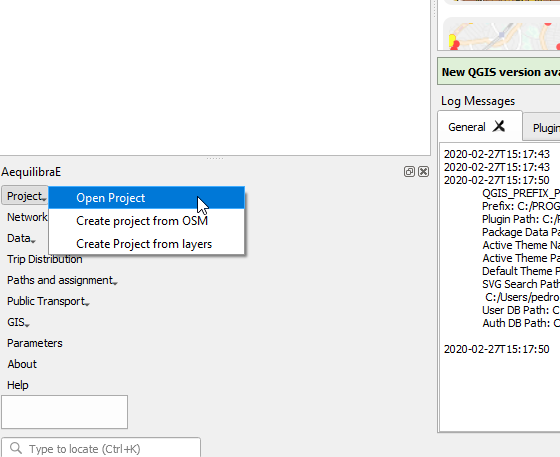 New QGIS version ava
Log Messages
General
Plugin
2020-02-27T15:17:43
2020-02-27T15:17:43
2020-02-27T15:17:50
QGIS_PREFIX_P
Prefix: C:/PROG
Plugin Path: C:/F
Package Data Pa
Active Theme Na
Active Theme Pa
Default Theme P
SVG Search Path
C:/Users/pedro
User DB Path: C
Auth DB Path: C:
2020-02-27T15:17:50
AequilibraE
Project
Open Project
Create project from OSM
Create Project from layers
Network
Data
Trip Distribution
Paths and assignment
Public Transport
GIS
Parameters
About
Help
Type to locate (Ctrl+K)